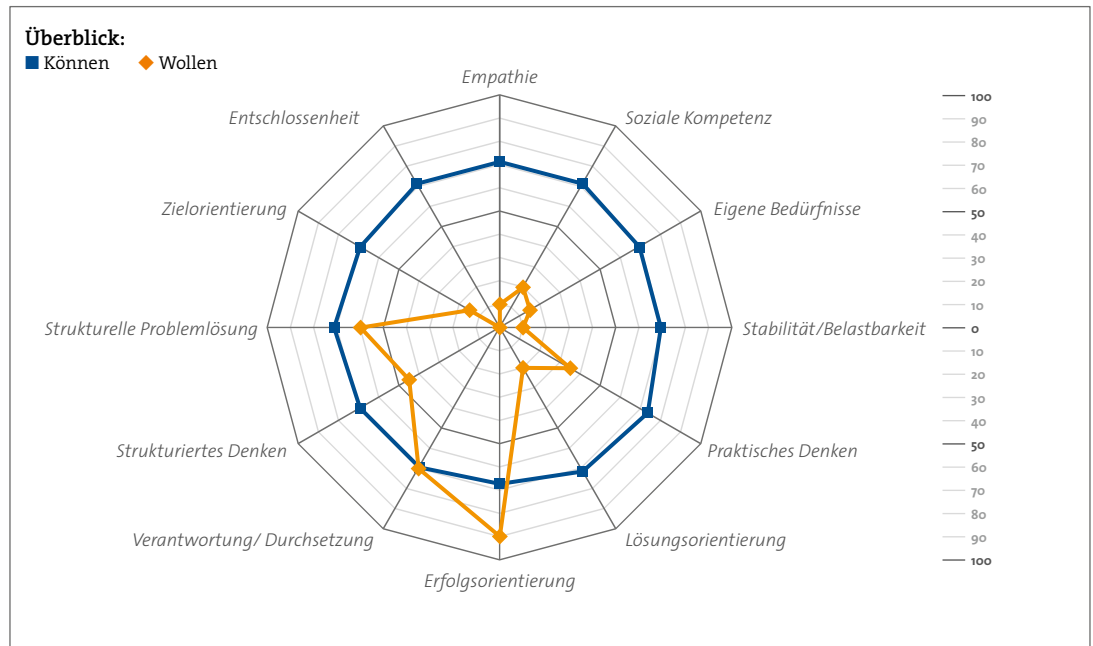 Überblick:
Können Wollen
Empathie
Entschlossenheit
Soziale Kompetenz
Zielorientierung
Eigene Bedürfnisse
Strukturelle Problemlösung
Stabilität/Belastbarkeit
Strukturiertes Denken
Praktisches Denken
Verantwortung/ Durchsetzung
Lösungsorientierung
Erfolgsorientierung
100
90
80
70
60
50
40
30
20
10
0
10
20
30
40
50
60
70
80
90
100